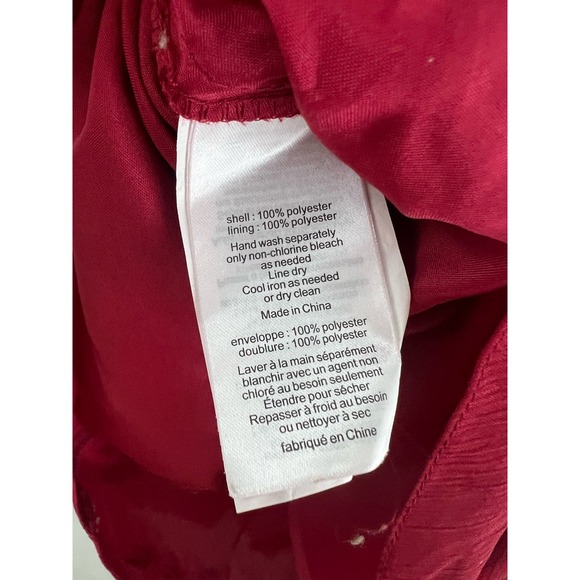 shell : 100% polyester
lining : 100% polyester
Hand wash separately
only non-chlorine bleach
as needed
Line dry
Cool iron as needed
or dry clean
Made in China
enveloppe : 100% polyester
doublure : 100% polyester
Laver à la main séparément
blanchir avec un agent non
chloré au besoin seulement
Étendre pour sécher
Repasser à froid au besoin
ou nettoyer à sec
fabriqué en Chine